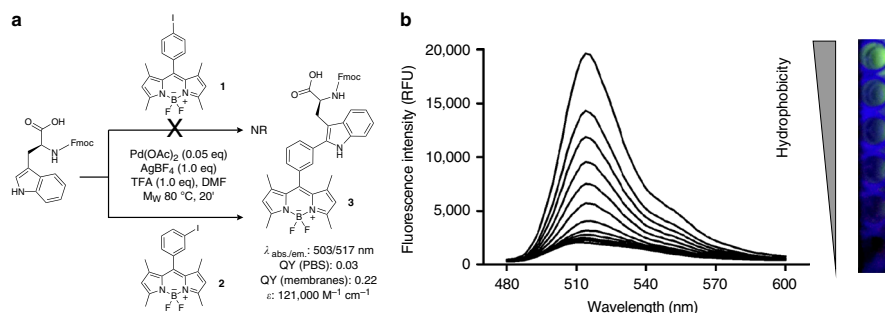 a
I
N
N
B
F
F
−
+
1
OH
O
N
H
Fmoc
HN
X
NR
Pd(OAc)2 (0.05 eq)
AgBF4 (1.0 eq)
TFA (1.0 eq), DMF
MW 80 °C, 20'
I
N
N
B
F
F
−
+
2
OH
O
N
H
Fmoc
N
H
N
N
B
F
F
−
+
3
λabs./em.: 503/517 nm
QY (PBS): 0.03
QY (membranes): 0.22
ε: 121,000 M−1 cm−1
b
Fluorescence intensity (RFU)
20,000
15,000
10,000
5,000
0
480
510
540
570
600
Wavelength (nm)
Hydrophobicity